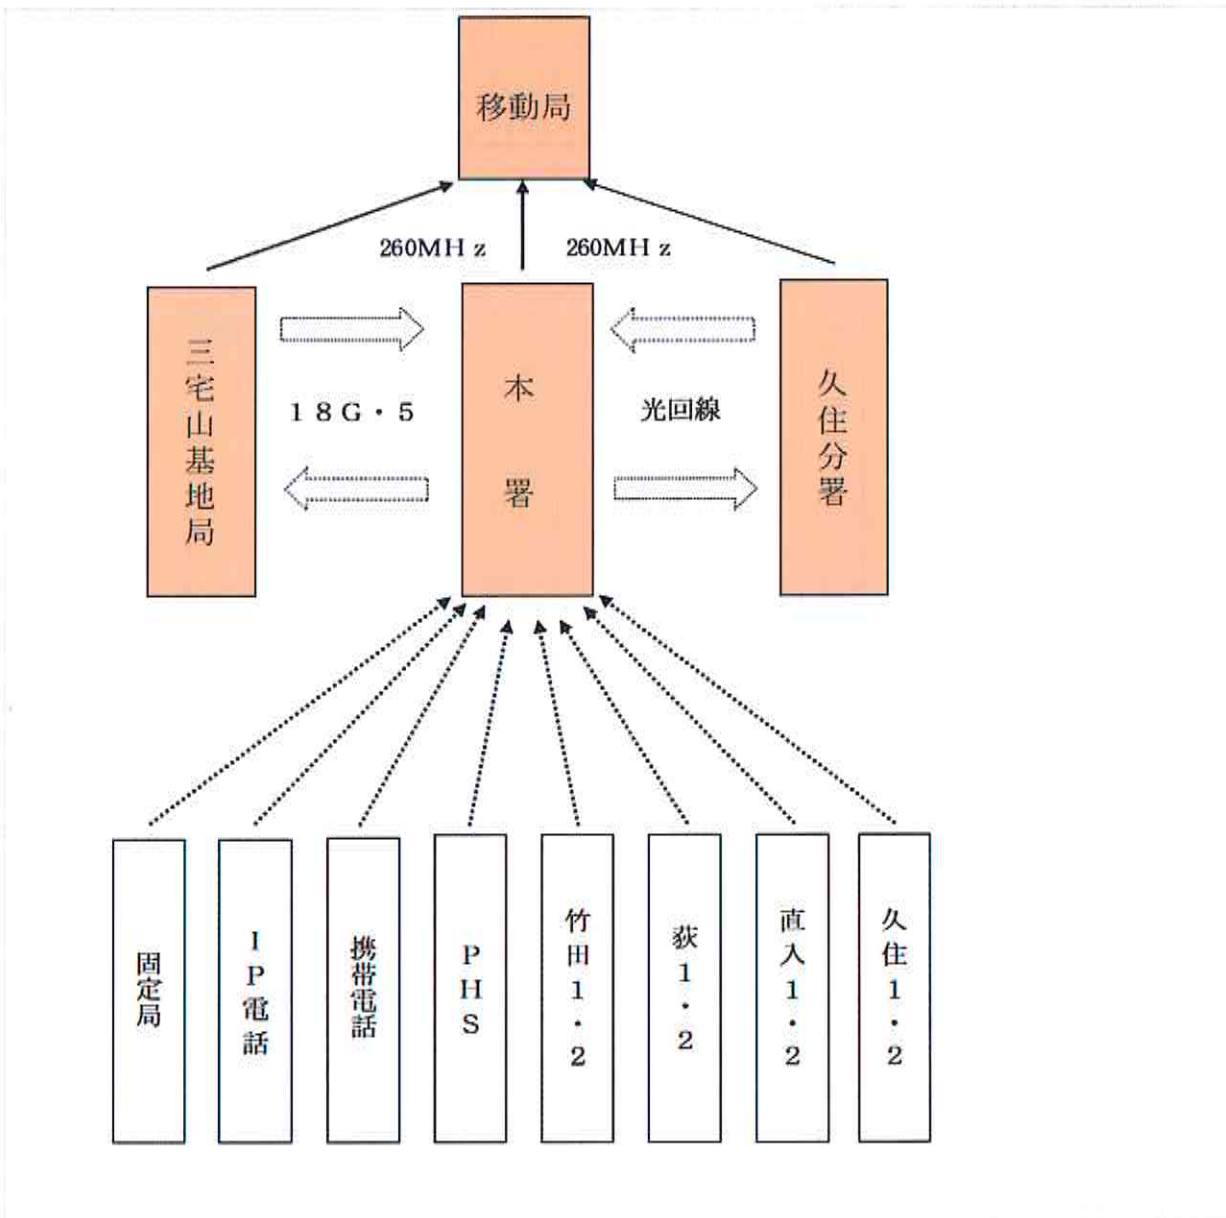 移動局
260MHz
260MHz
三宅山基地局
18G・5
本署
光回線
久住分署
固定局
IP電話
携帯電話
PHS
竹田1・2
荻1・2
直入1・2
久住1・2